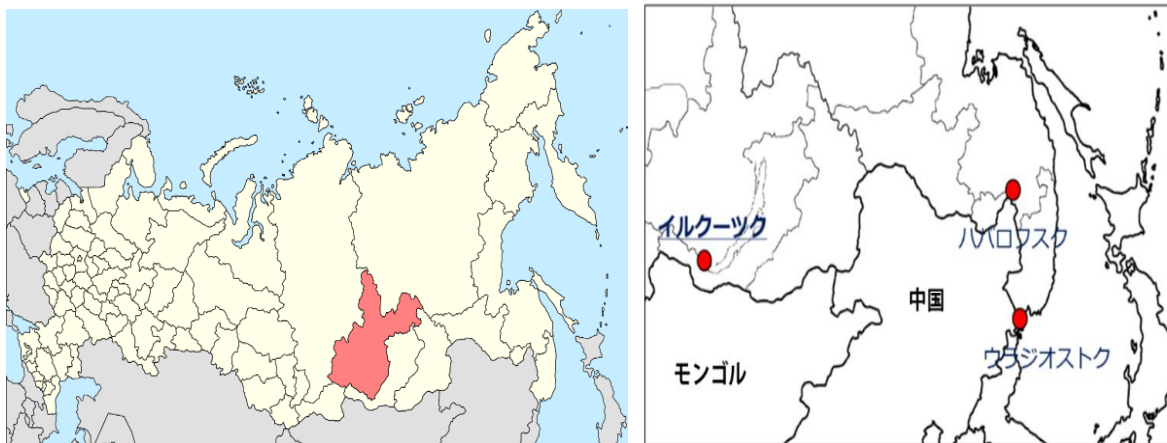 イルクーツク
ハバロフスク
中国
ウラジオストク
モンゴル